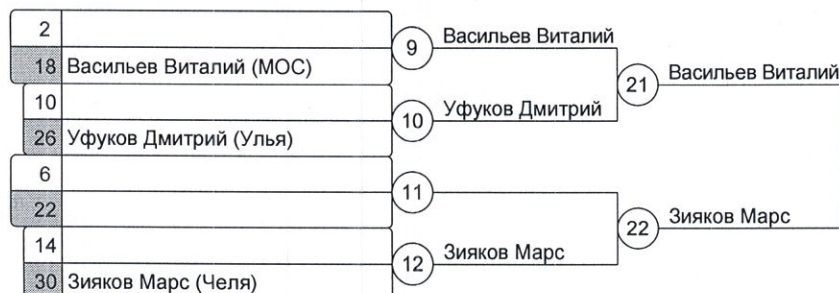 2
18 Васильев Виталий (МОС)
9 Васильев Виталий
10
26 Уфуков Дмитрий (Улья)
10 Уфуков Дмитрий
21 Васильев Виталий
6
22
11
14
30 Зияков Марс (Челя)
12 Зияков Марс
22 Зияков Марс